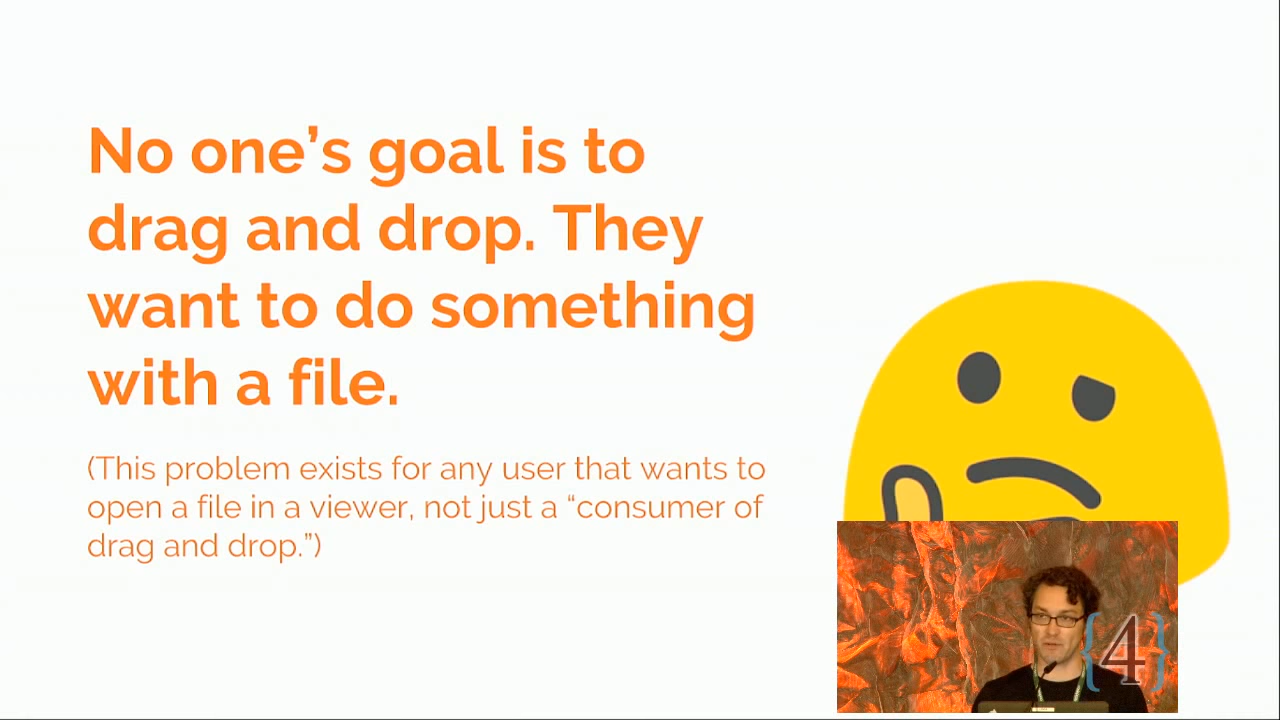 No one’s goal is to
drag and drop. They
want to do something
with a file.
(This problem exists for any user that wants to
open a file in a viewer, not just a “consumer of
drag and drop.”)
{4}